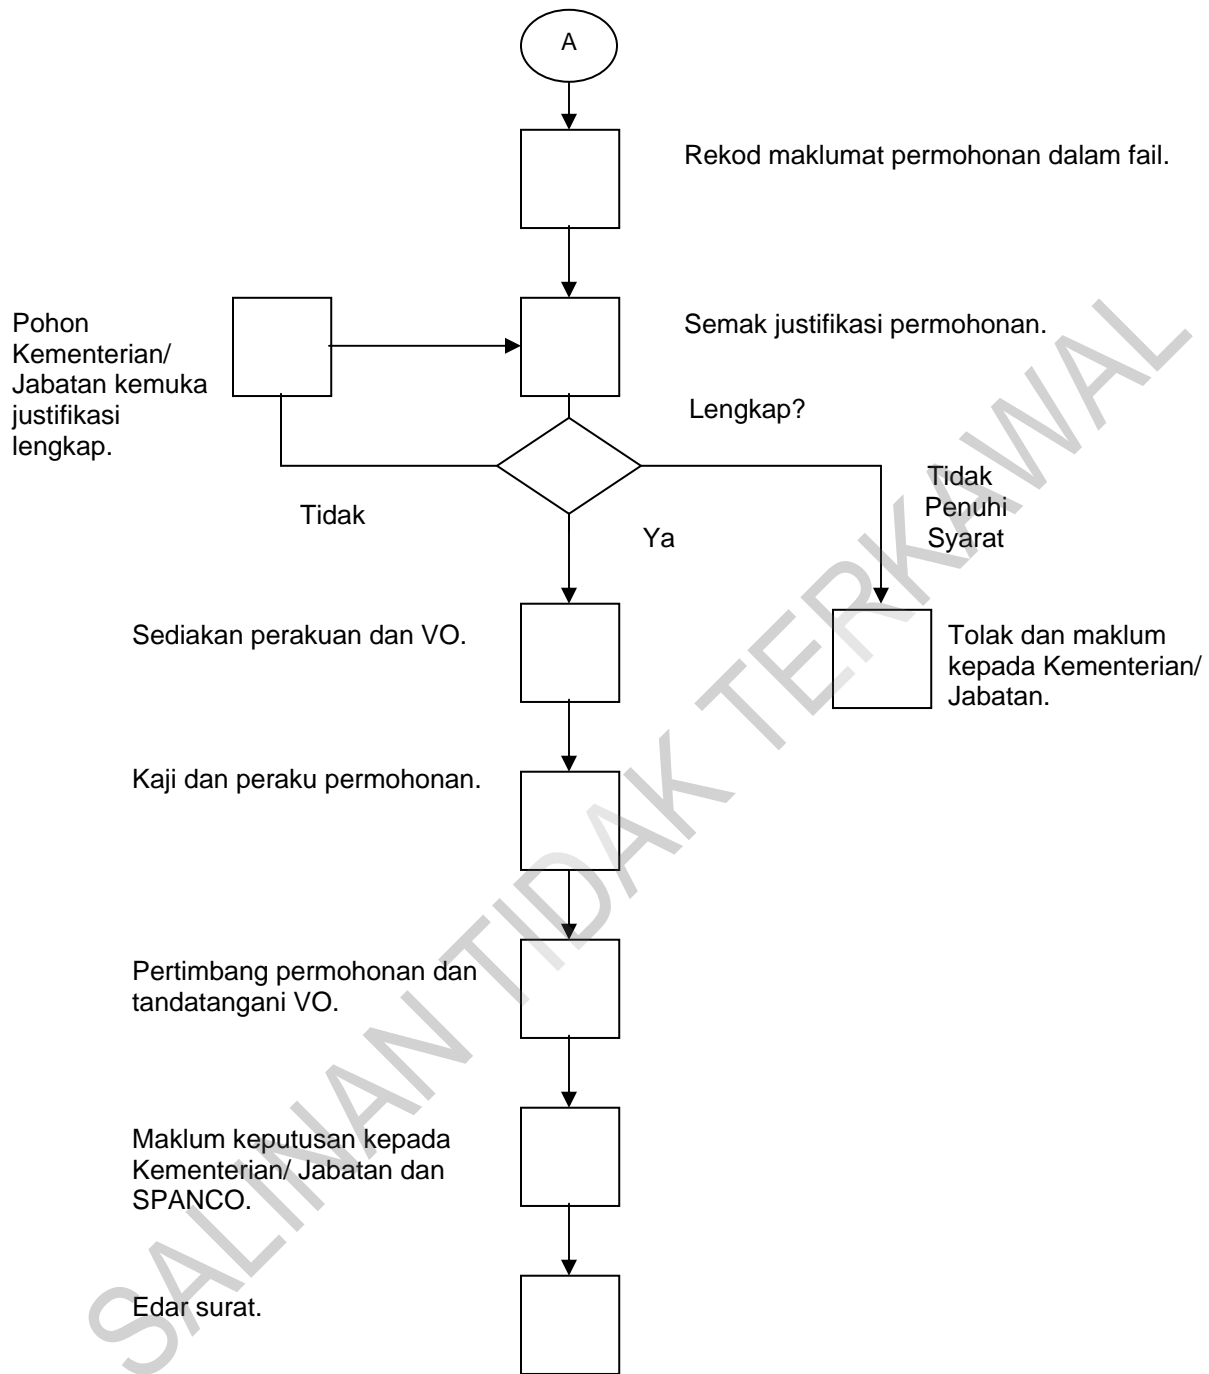 A
Rekod maklumat permohonan dalam fail.
Pohon
Kementerian/
Jabatan kemuka
justifikasi
lengkap.
Semak justifikasi permohonan.
Lengkap?
Tidak
Ya
Tidak
Penuhi
Syarat
Sediakan perakuan dan VO.
Tolak dan maklum
kepada Kementerian/
Jabatan.
Kaji dan peraku permohonan.
Pertimbang permohonan dan
tandatangani VO.
Maklum keputusan kepada
Kementerian/ Jabatan dan
SPANCO.
Edar surat.
SALINAN TIDAK TERKAWAL